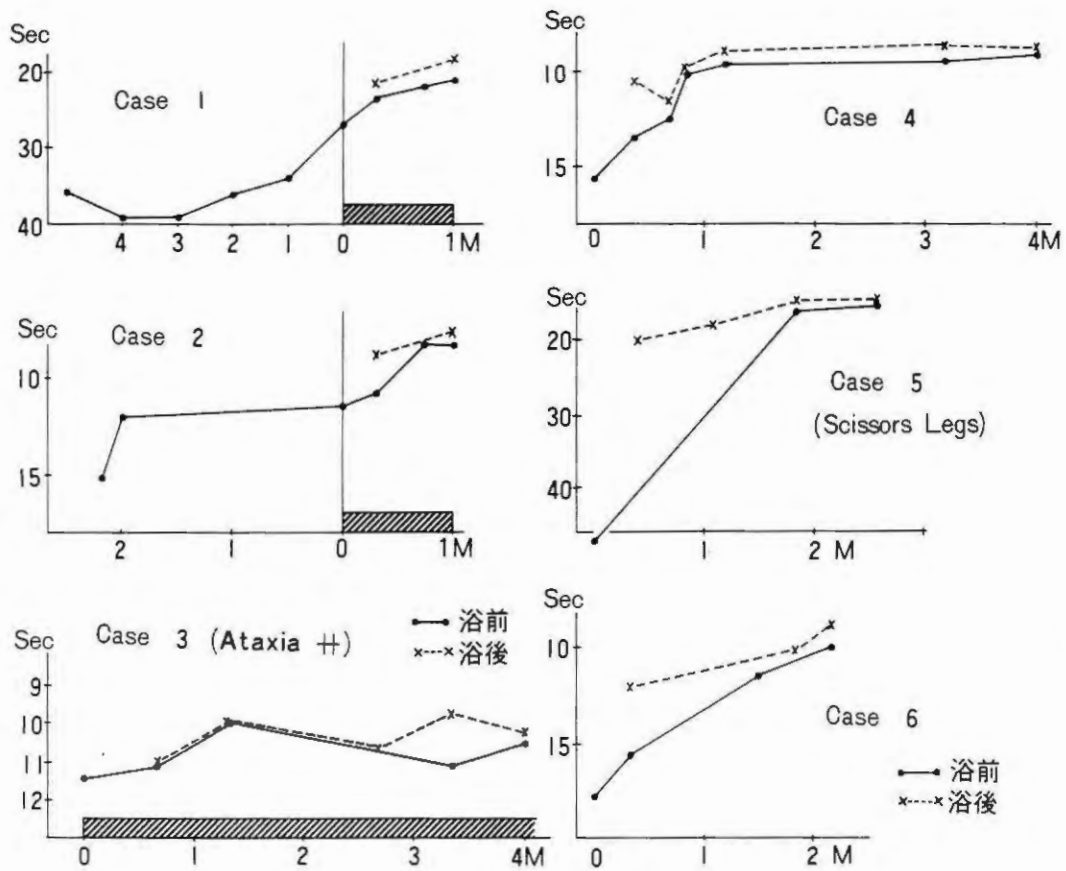 Sec
20
30
40
Case 1
4 3 2 1 0 1M
Sec
10
15
Case 4
0 1 2 3 4M
Sec
10
15
Case 2
2 1 0 1M
Sec
20
30
40
Case 5
(Scissors Legs)
0 1 2 M
Sec
9
10
11
12
Case 3 (Ataxia ⧺)
浴前
浴後
0 1 2 3 4M
Sec
10
15
Case 6
浴前
浴後
0 1 2 M